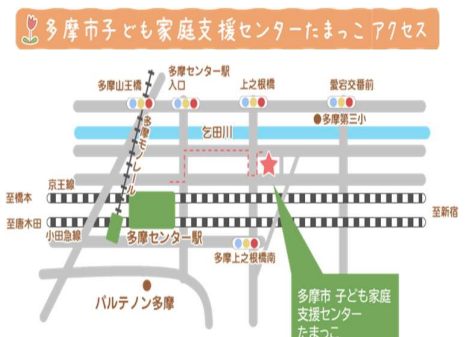 多摩市子ども家庭支援センターたまっこ アクセス
多摩山王橋
多摩センター駅
入口
上之根橋
愛宕交番前
多摩第三小
乞田川
多摩モノレール
京王線
至橋本
至新宿
至唐木田
小田急線
多摩センター駅
多摩上之根橋南
パルテノン多摩
多摩市 子ども家庭
支援センター
たまっこ